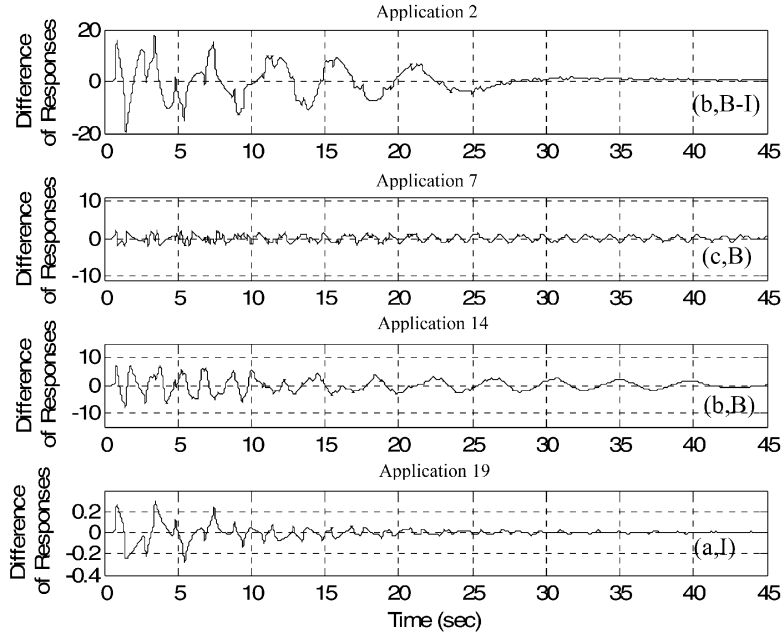 Application 2
Difference
of Responses
20
0
-20
(b,B-I)
0 5 10 15 20 25 30 35 40 45
Application 7
Difference
of Responses
10
0
-10
(c,B)
0 5 10 15 20 25 30 35 40 45
Application 14
Difference
of Responses
10
0
-10
(b,B)
0 5 10 15 20 25 30 35 40 45
Application 19
Difference
of Responses
0.2
0
-0.2
-0.4
(a,I)
0 5 10 15 20 25 30 35 40 45
Time (sec)